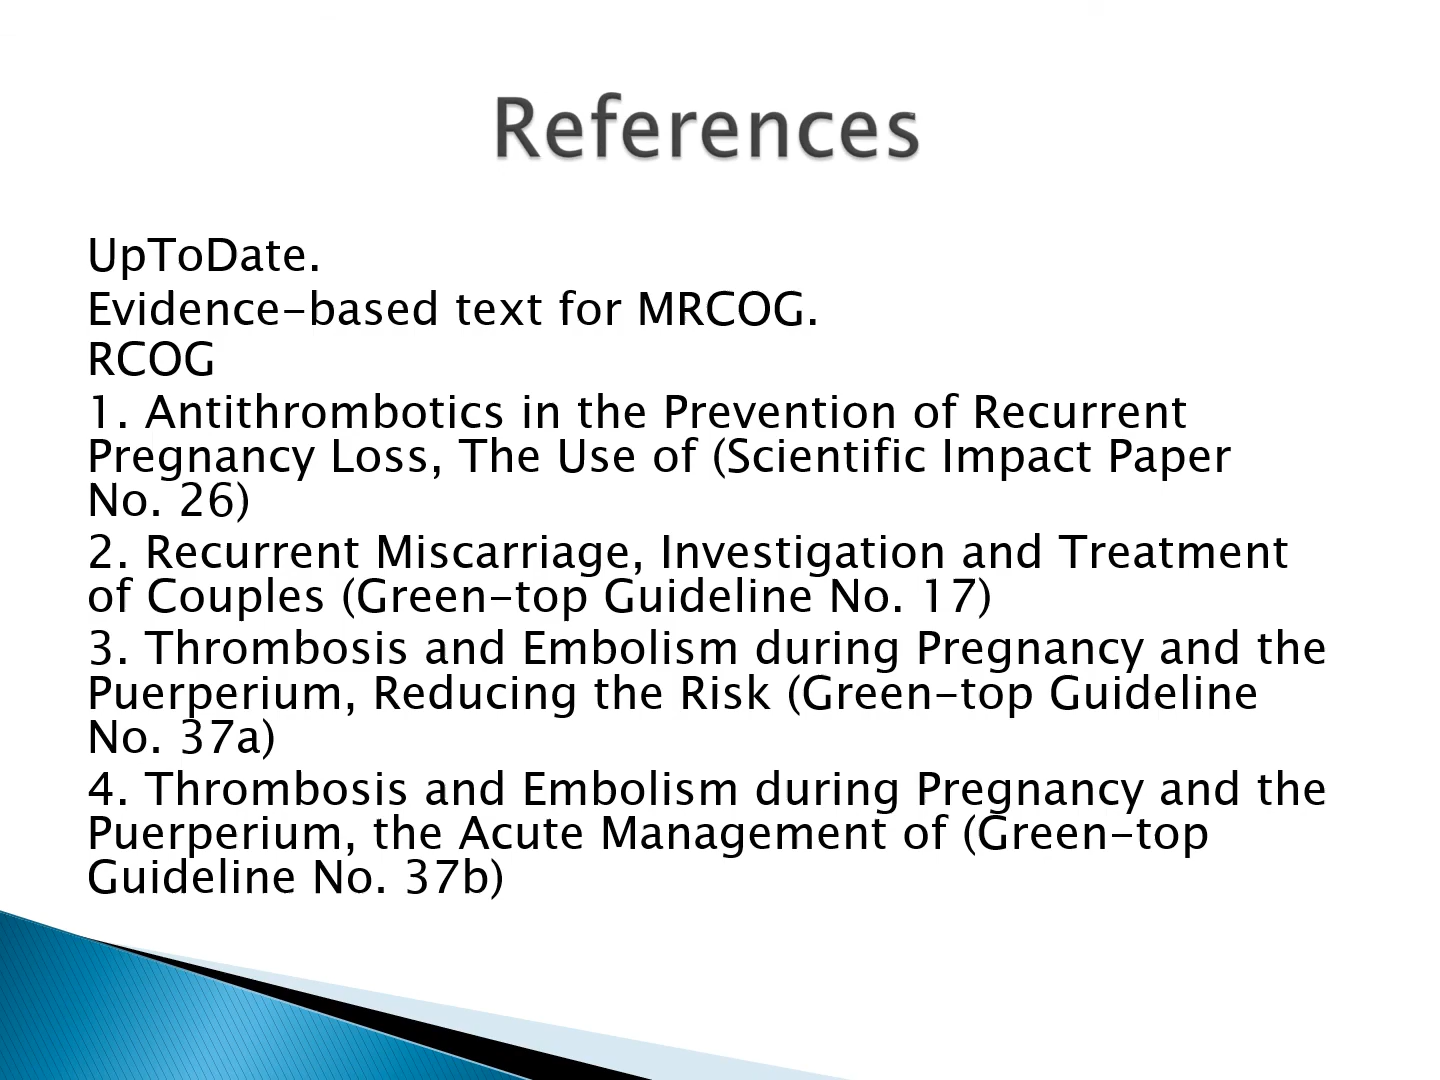 References
UpToDate.
Evidence-based text for MRCOG.
RCOG
1. Antithrombotics in the Prevention of Recurrent
Pregnancy Loss, The Use of (Scientific Impact Paper
No. 26)
2. Recurrent Miscarriage, Investigation and Treatment
of Couples (Green-top Guideline No. 17)
3. Thrombosis and Embolism during Pregnancy and the
Puerperium, Reducing the Risk (Green-top Guideline
No. 37a)
4. Thrombosis and Embolism during Pregnancy and the
Puerperium, the Acute Management of (Green-top
Guideline No. 37b)